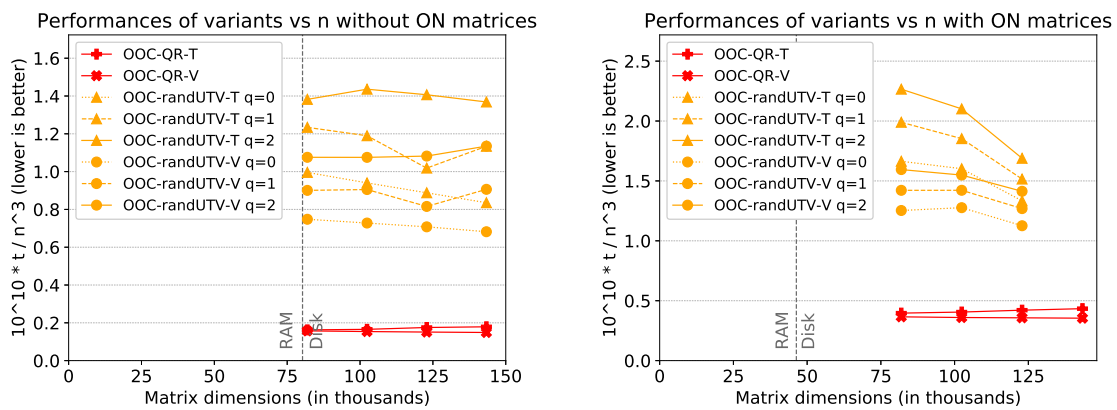 Performances of variants vs n without ON matrices
10^10 * t / n^3 (lower is better)
1.6
1.4
1.2
1.0
0.8
0.6
0.4
0.2
0.0
OOC-QR-T
OOC-QR-V
OOC-randUTV-T q=0
OOC-randUTV-T q=1
OOC-randUTV-T q=2
OOC-randUTV-V q=0
OOC-randUTV-V q=1
OOC-randUTV-V q=2
RAM
Disk
0
25
50
75
100
125
150
Matrix dimensions (in thousands)
Performances of variants vs n with ON matrices
10^10 * t / n^3 (lower is better)
2.5
2.0
1.5
1.0
0.5
0.0
OOC-QR-T
OOC-QR-V
OOC-randUTV-T q=0
OOC-randUTV-T q=1
OOC-randUTV-T q=2
OOC-randUTV-V q=0
OOC-randUTV-V q=1
OOC-randUTV-V q=2
RAM
Disk
0
25
50
75
100
125
Matrix dimensions (in thousands)